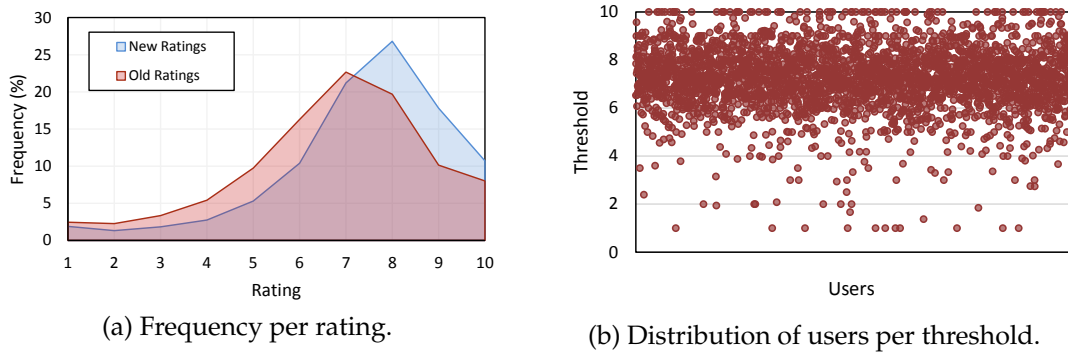 Frequency (%)
30
25
20
15
10
5
0
New Ratings
Old Ratings
1 2 3 4 5 6 7 8 9 10
Rating
(a) Frequency per rating.
Threshold
10
8
6
4
2
0
Users
(b) Distribution of users per threshold.